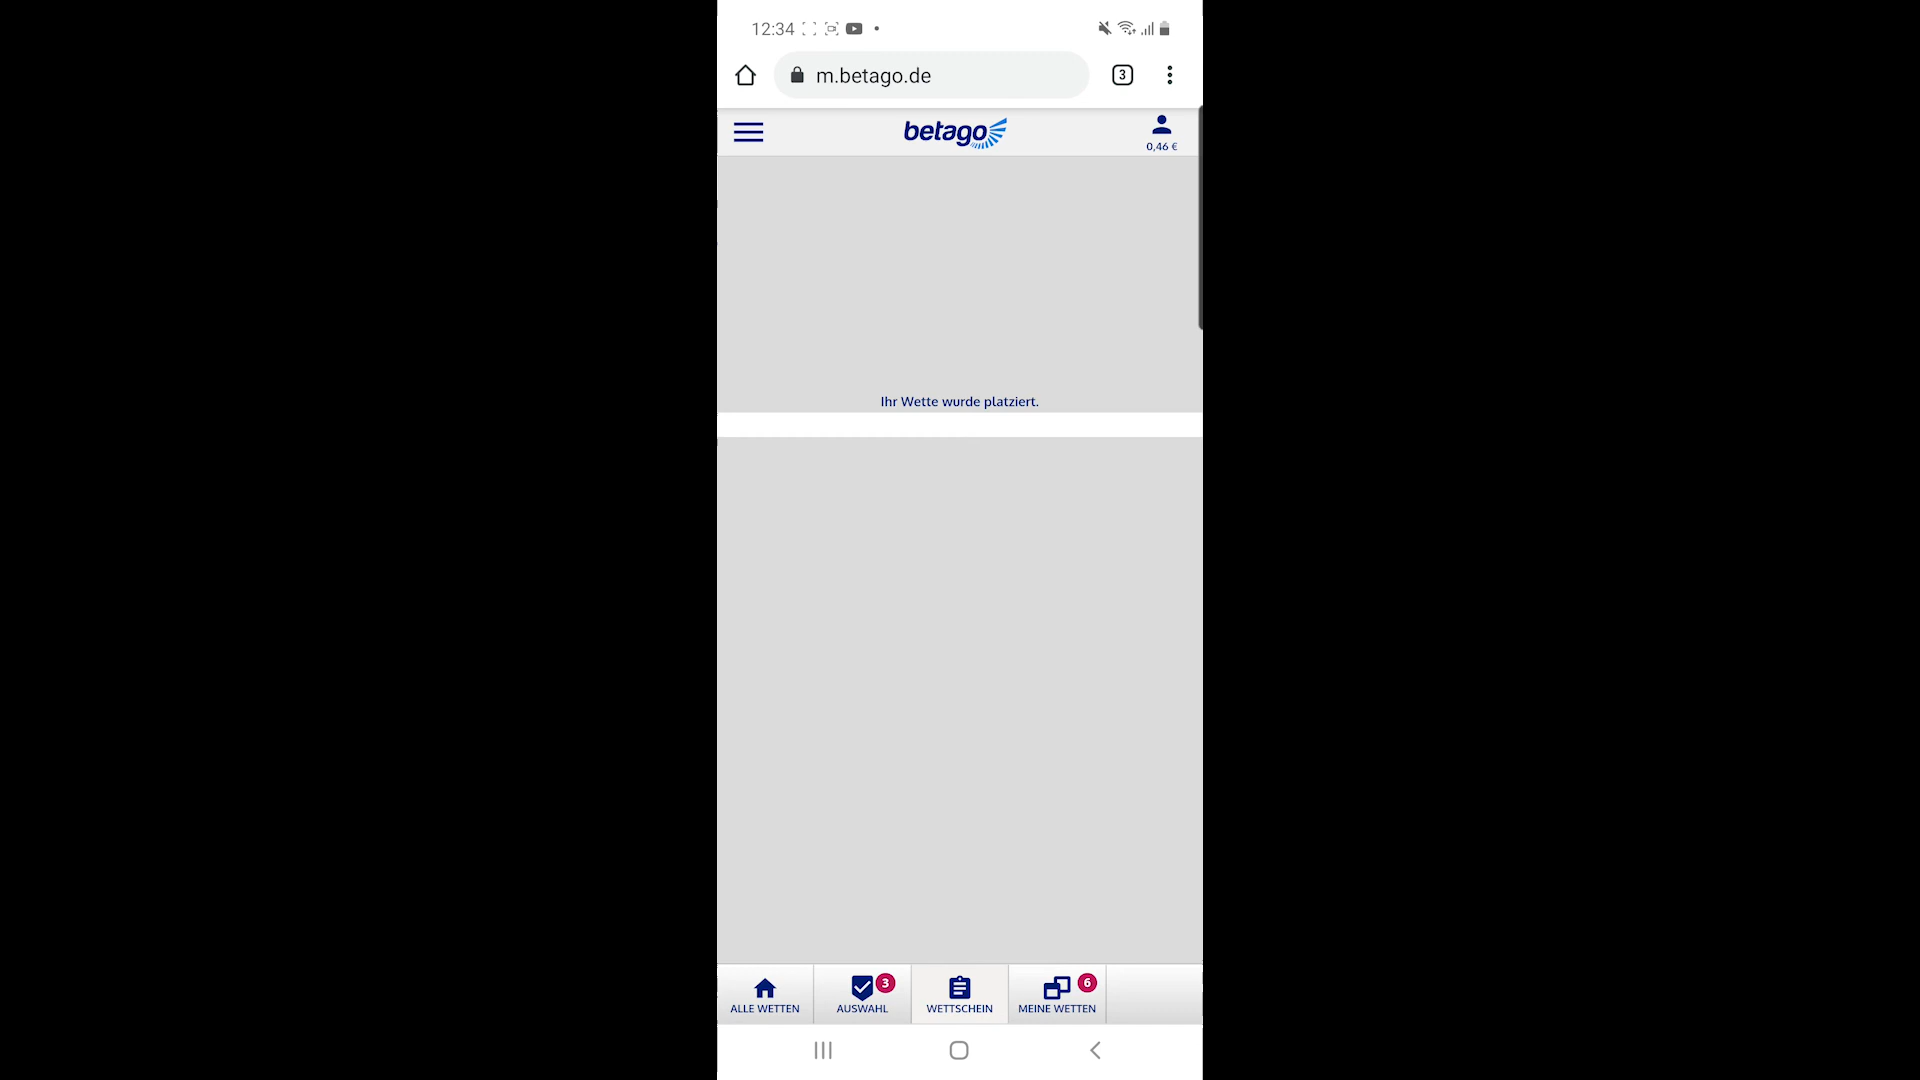 12:34
m.betago.de
3
betago
0,46 €
Ihr Wette wurde platziert.
3
6
ALLE WETTEN
AUSWAHL
WETTSCHEIN
MEINE WETTEN